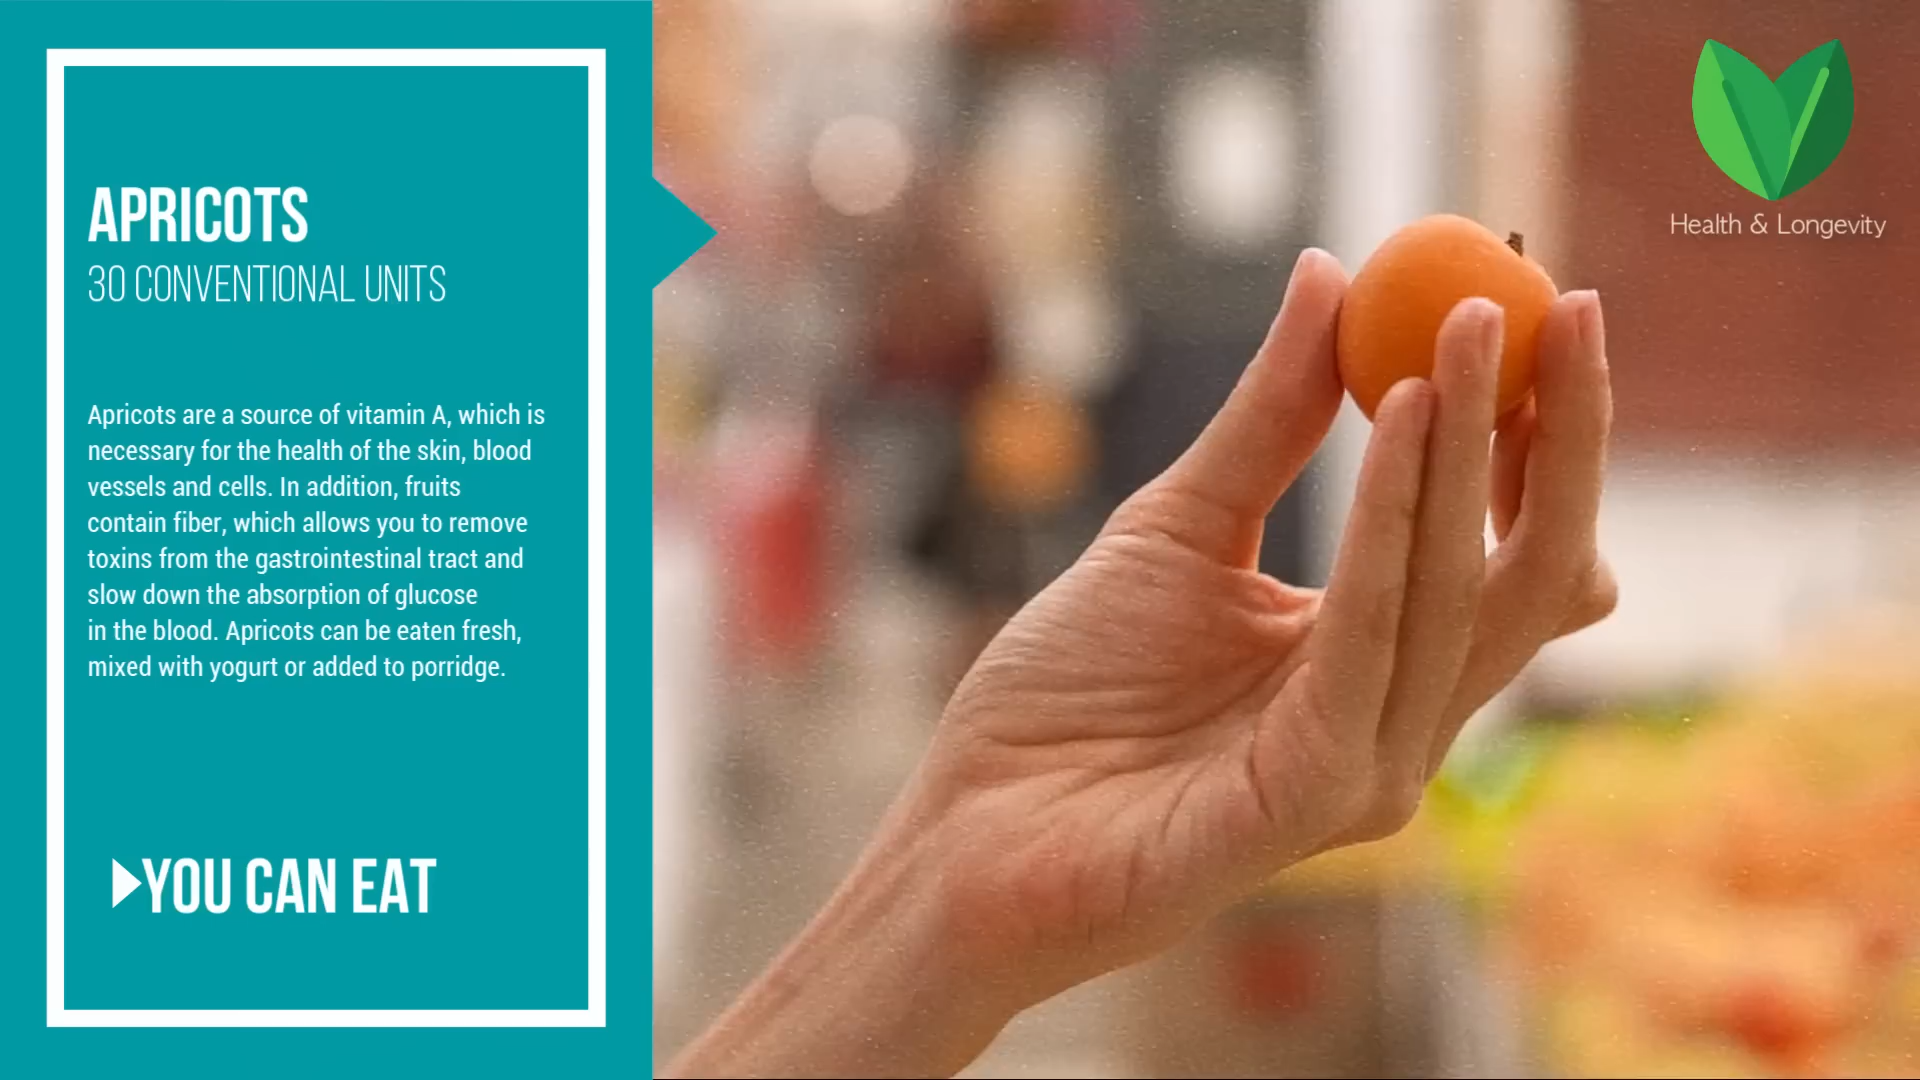 APRICOTS
30 CONVENTIONAL UNITS
Apricots are a source of vitamin A, which is
necessary for the health of the skin, blood
vessels and cells. In addition, fruits
contain fiber, which allows you to remove
toxins from the gastrointestinal tract and
slow down the absorption of glucose
in the blood. Apricots can be eaten fresh,
mixed with yogurt or added to porridge.
YOU CAN EAT
Health & Longevity